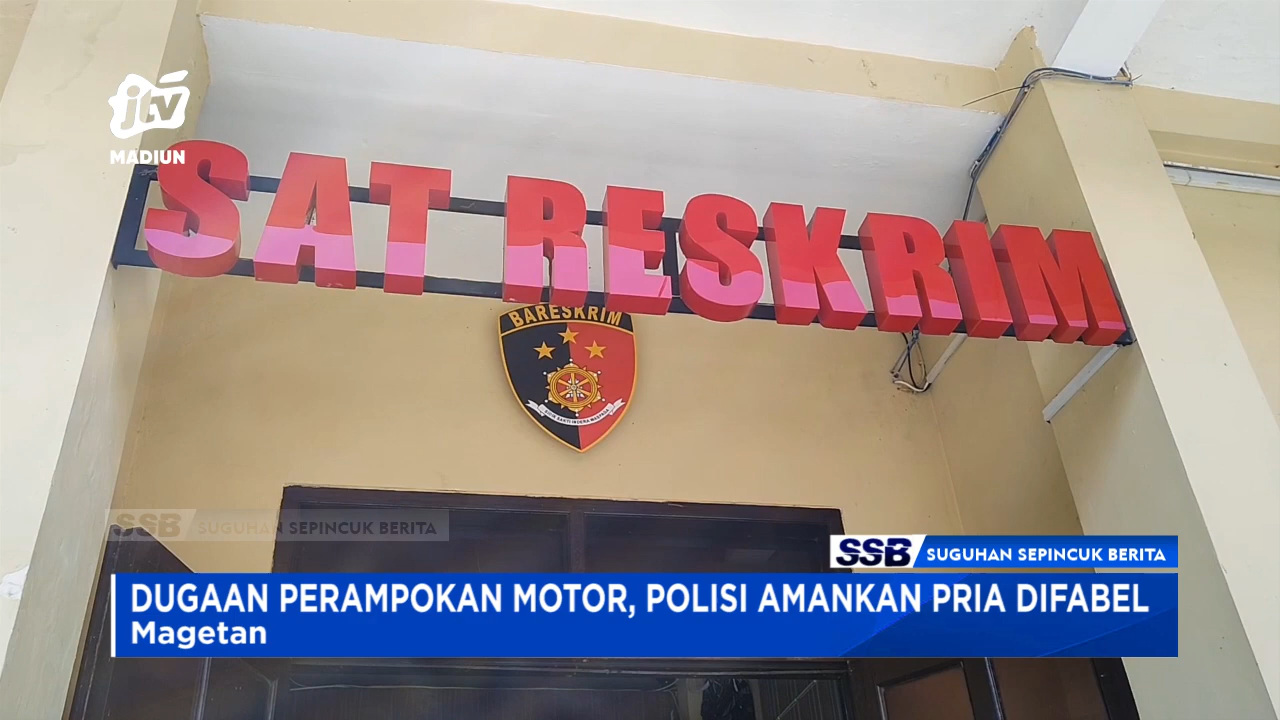 jtv
MADIUN
SAT RESKRIM
BARESKRIM
SSB SUGUHAN SEPINCUK BERITA
SSB SUGUHAN SEPINCUK BERITA
DUGAAN PERAMPOKAN MOTOR, POLISI AMANKAN PRIA DIFABEL
Magetan